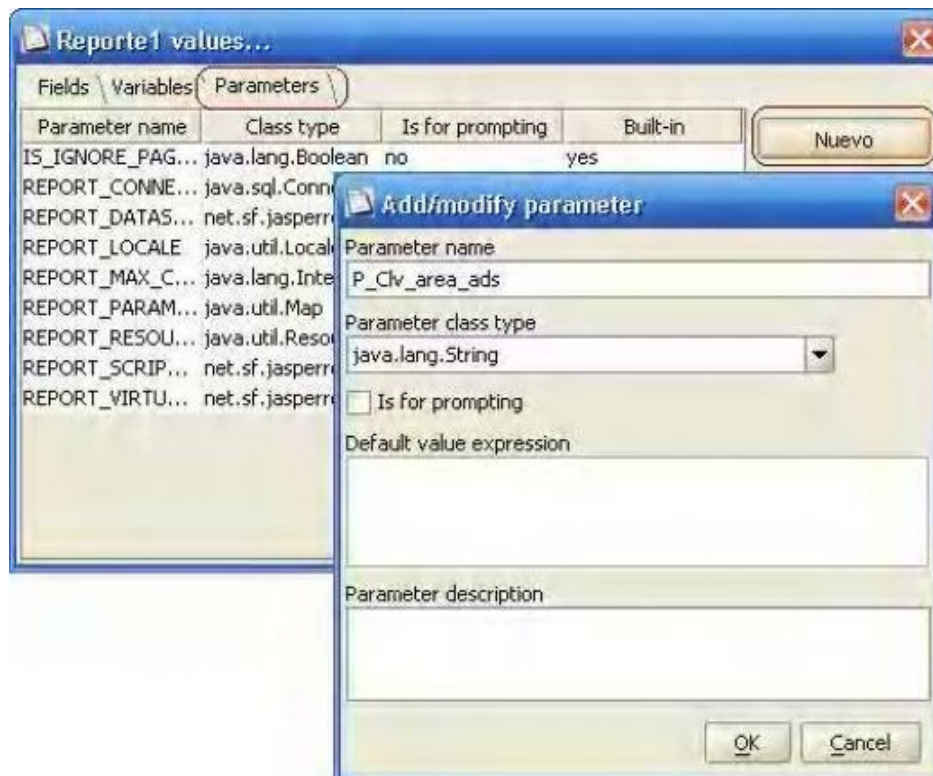 Reporte1 values...
Fields Variables Parameters
Parameter name Class type Is for prompting Built-in
Nuevo
IS_IGNORE_PAG... java.lang.Boolean no yes
REPORT_CONNE... java.sql.Conn
REPORT_DATAS... net.sf.jasperr
REPORT_LOCALE java.util.Local
REPORT_MAX_C... java.lang.Inte
REPORT_PARAM... java.util.Map
REPORT_RESOU... java.util.Reso
REPORT_SCRIP... net.sf.jasperr
REPORT_VIRTU... net.sf.jasperr
Add/modify parameter
Parameter name
P_Clv_area_ads
Parameter class type
java.lang.String
Is for prompting
Default value expression
Parameter description
OK Cancel